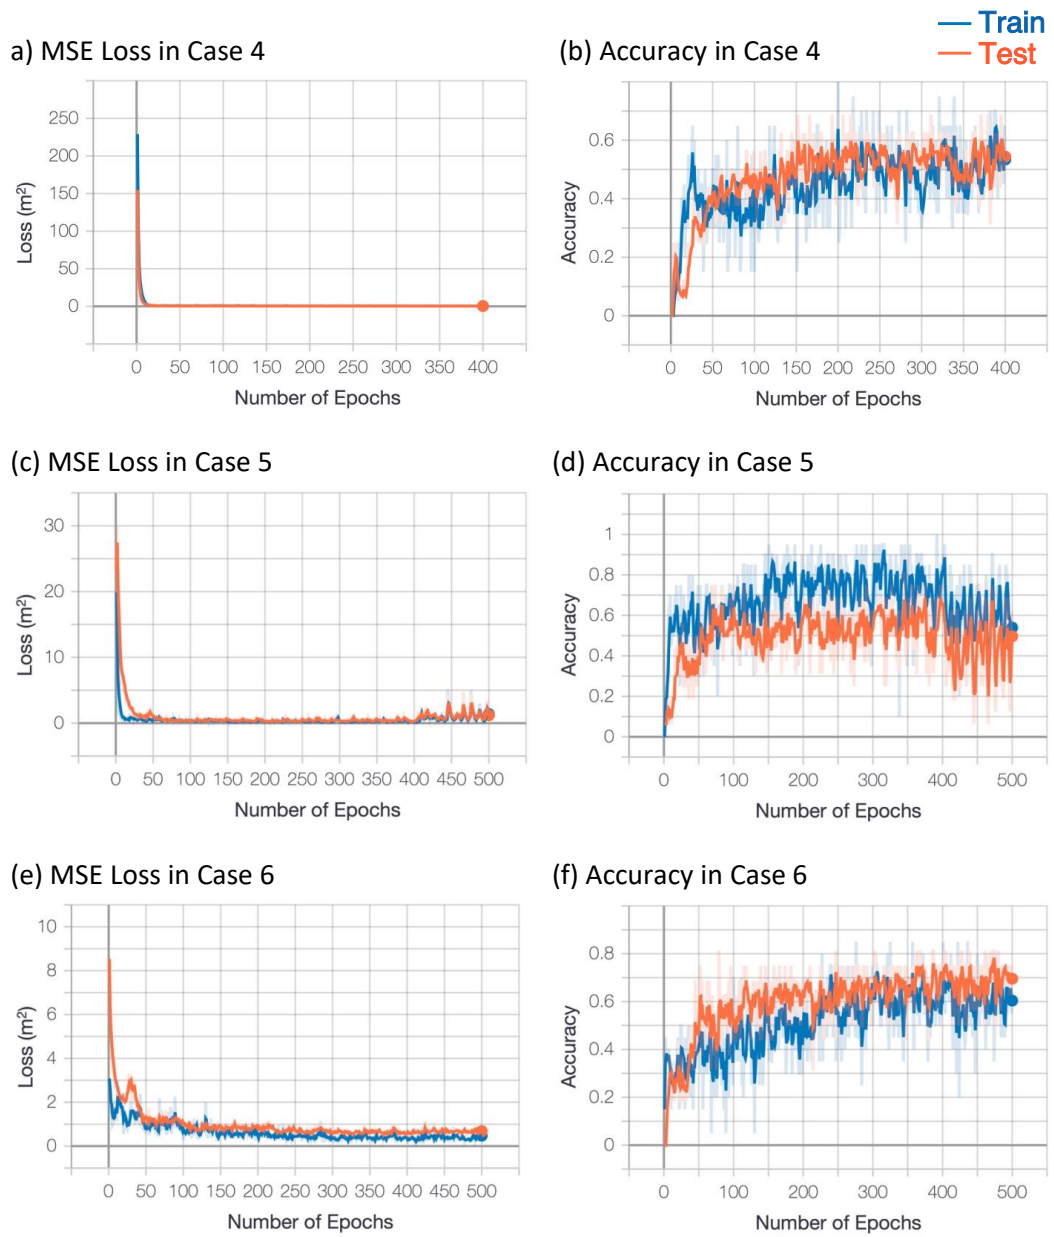 Train
Test
a) MSE Loss in Case 4
(b) Accuracy in Case 4
250
200
150
100
50
0
Loss (m²)
0 50 100 150 200 250 300 350 400
Number of Epochs
0.6
0.4
0.2
0
Accuracy
0 50 100 150 200 250 300 350 400
Number of Epochs
(c) MSE Loss in Case 5
(d) Accuracy in Case 5
30
20
10
0
Loss (m²)
0 50 100 150 200 250 300 350 400 450 500
Number of Epochs
1
0.8
0.6
0.4
0.2
0
Accuracy
0 100 200 300 400 500
Number of Epochs
(e) MSE Loss in Case 6
(f) Accuracy in Case 6
10
8
6
4
2
0
Loss (m²)
0 50 100 150 200 250 300 350 400 450 500
Number of Epochs
0.8
0.6
0.4
0.2
0
Accuracy
0 100 200 300 400 500
Number of Epochs